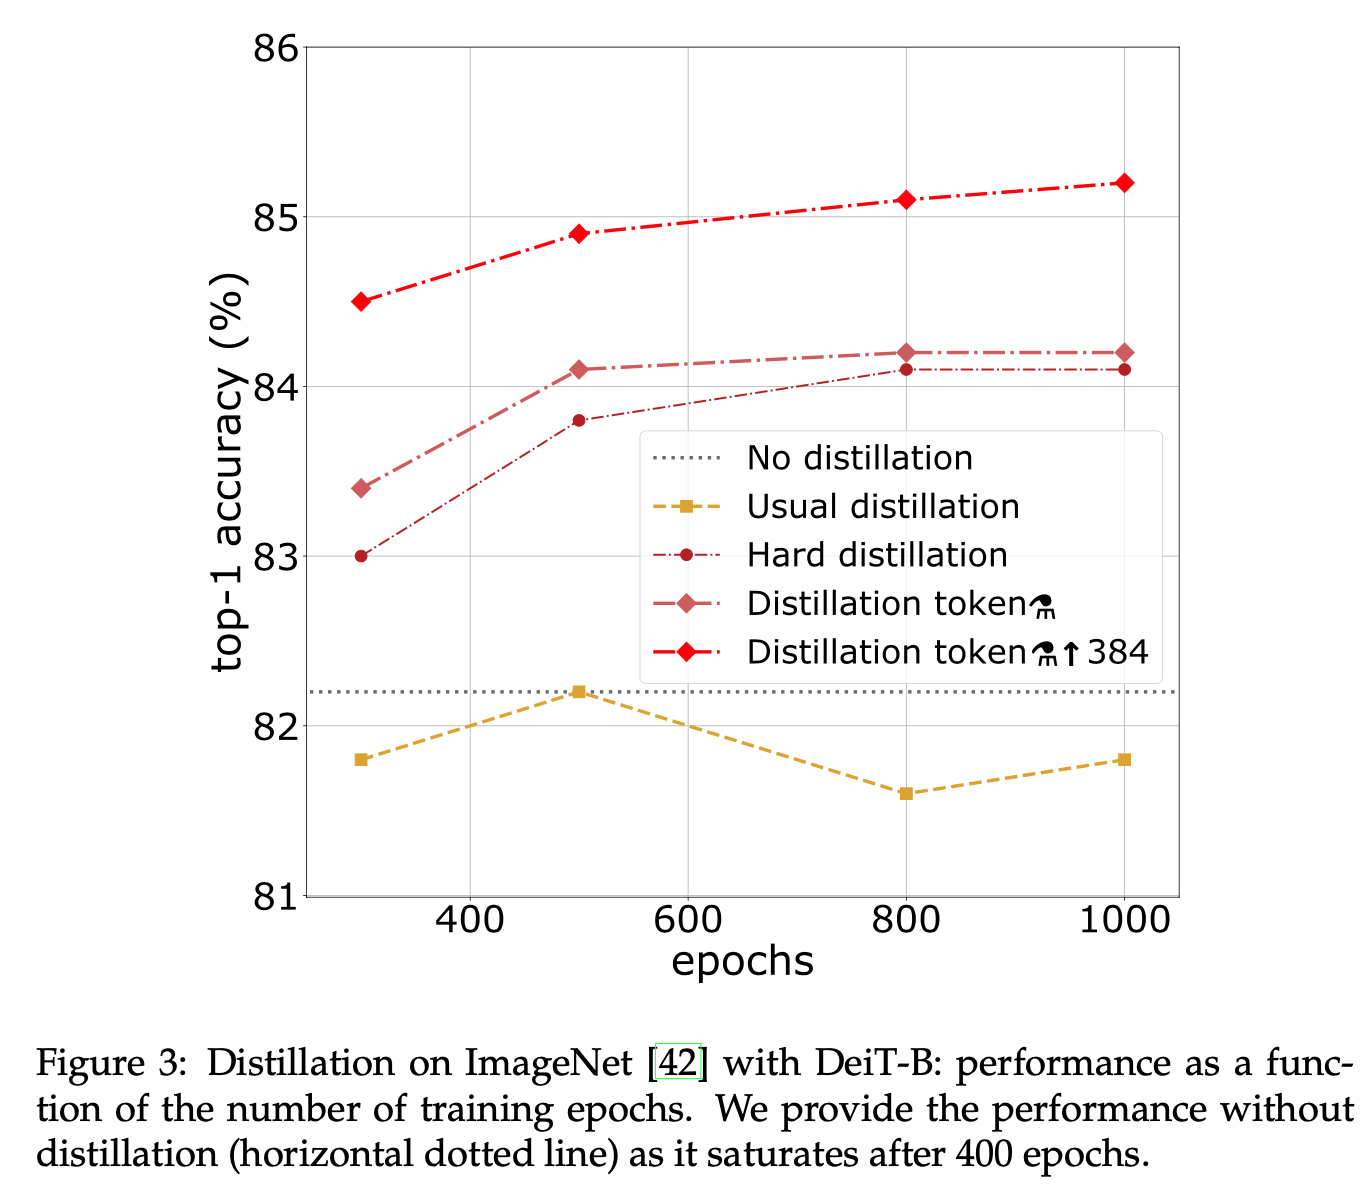 86
85
84
83
82
81
top-1 accuracy (%)
No distillation
Usual distillation
Hard distillation
Distillation token⚗
Distillation token⚗↑384
400 600 800 1000
epochs
Figure 3: Distillation on ImageNet [42] with DeiT-B: performance as a func-
tion of the number of training epochs. We provide the performance without
distillation (horizontal dotted line) as it saturates after 400 epochs.